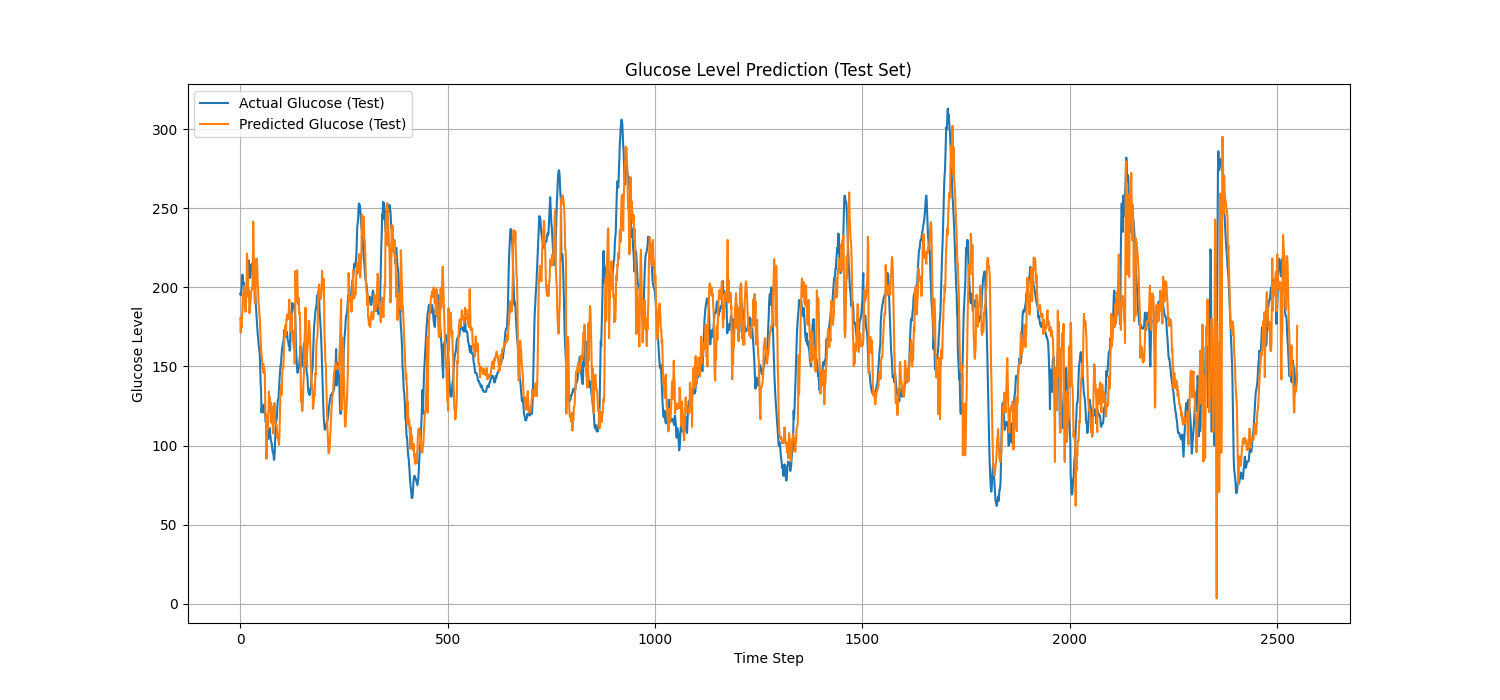 Glucose Level Prediction (Test Set)
Actual Glucose (Test)
Predicted Glucose (Test)
Glucose Level
300
250
200
150
100
50
0
0 500 1000 1500 2000 2500
Time Step